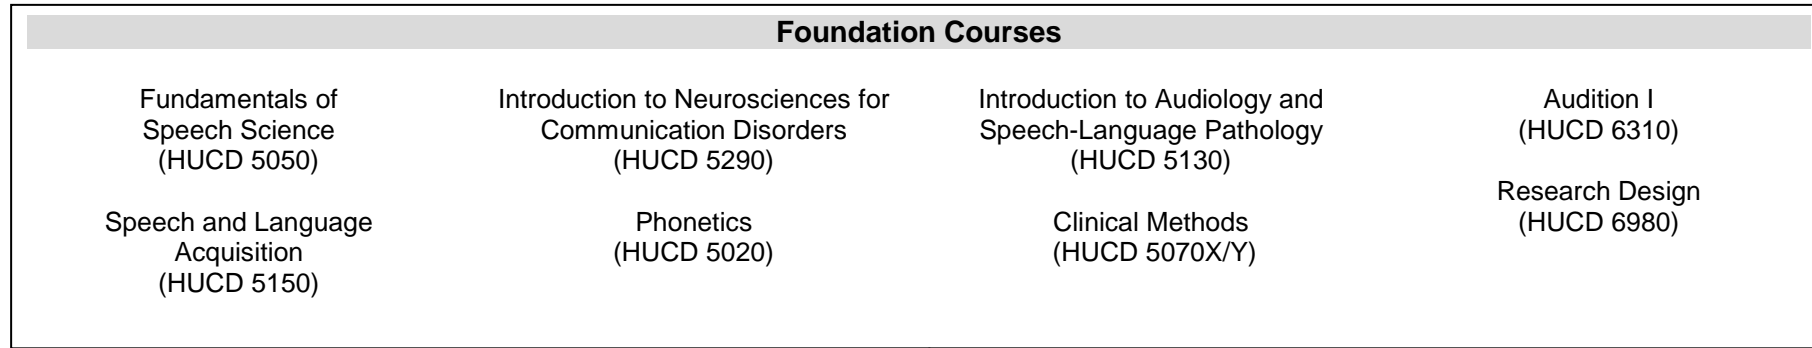 Foundation Courses
Fundamentals of
Speech Science
(HUCD 5050)
Speech and Language
Acquisition
(HUCD 5150)
Introduction to Neurosciences for
Communication Disorders
(HUCD 5290)
Phonetics
(HUCD 5020)
Introduction to Audiology and
Speech-Language Pathology
(HUCD 5130)
Clinical Methods
(HUCD 5070X/Y)
Audition I
(HUCD 6310)
Research Design
(HUCD 6980)